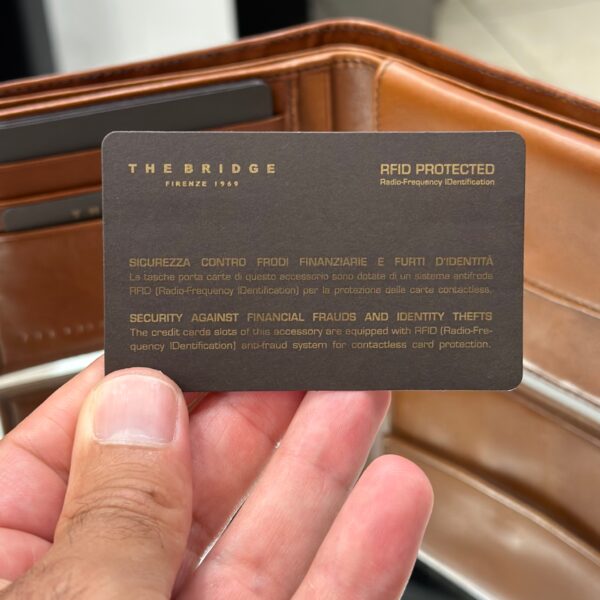 THE BRIDGE
FIRENZE 1969
RFID PROTECTED
Radio-Frequency IDentification
SICUREZZA CONTRO FRODI FINANZIARIE E FURTI D'IDENTITÀ
Le tasche porta carte di questo accessorio sono dotate di un sistema antifrode
RFID (Radio-Frequency IDentification) per la protezione delle carte contactless.
SECURITY AGAINST FINANCIAL FRAUDS AND IDENTITY THEFTS
The credit cards slots of this accessory are equipped with RFID (Radio-Fre-
quency IDentification) anti-fraud system for contactless card protection.